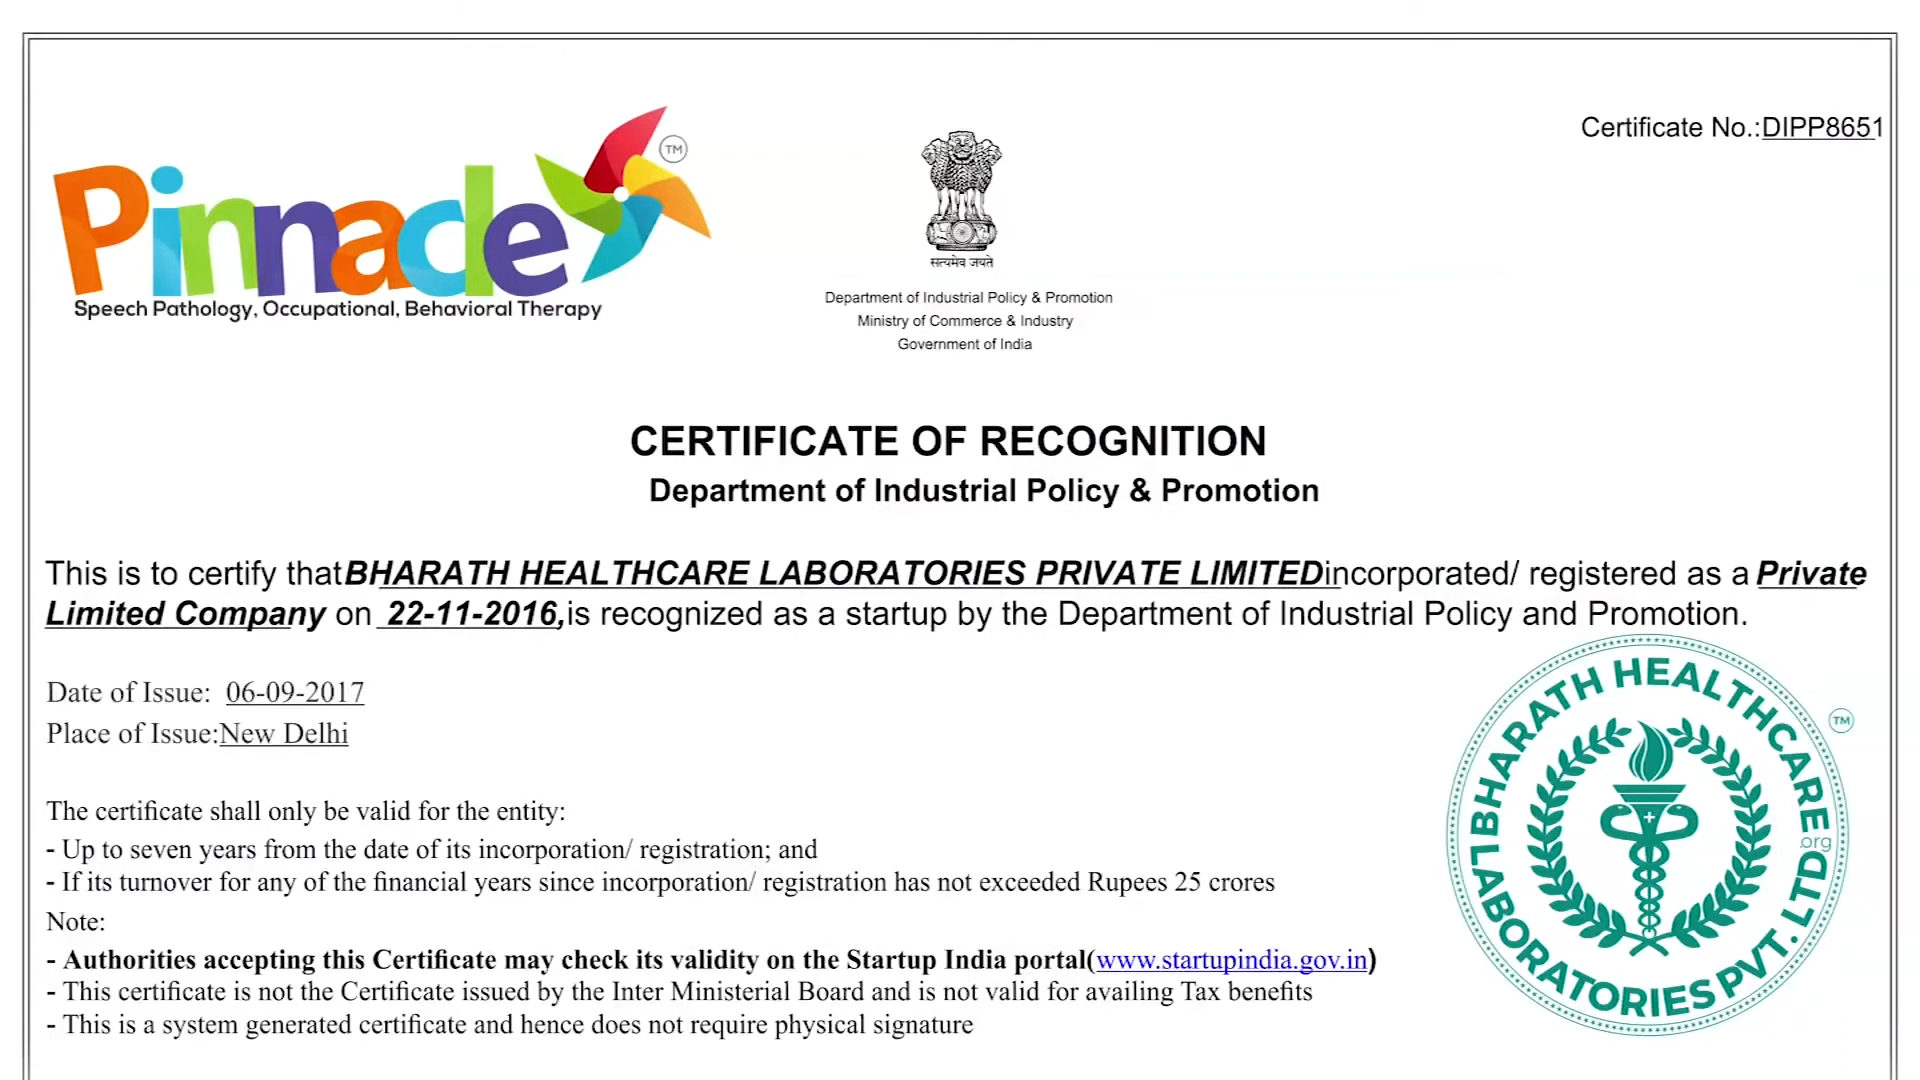 Certificate No.:DIPP8651
Pinnacle
TM
Speech Pathology, Occupational, Behavioral Therapy
सत्यमेव जयते
Department of Industrial Policy & Promotion
Ministry of Commerce & Industry
Government of India
CERTIFICATE OF RECOGNITION
Department of Industrial Policy & Promotion
This is to certify that BHARATH HEALTHCARE LABORATORIES PRIVATE LIMITED incorporated/ registered as a Private
Limited Company on 22-11-2016, is recognized as a startup by the Department of Industrial Policy and Promotion.
Date of Issue: 06-09-2017
Place of Issue:New Delhi
The certificate shall only be valid for the entity:
- Up to seven years from the date of its incorporation/ registration; and
- If its turnover for any of the financial years since incorporation/ registration has not exceeded Rupees 25 crores
Note:
- Authorities accepting this Certificate may check its validity on the Startup India portal(www.startupindia.gov.in)
- This certificate is not the Certificate issued by the Inter Ministerial Board and is not valid for availing Tax benefits
- This is a system generated certificate and hence does not require physical signature
BHARATH HEALTHCARE
LABORATORIES PVT. LTD
.org
TM